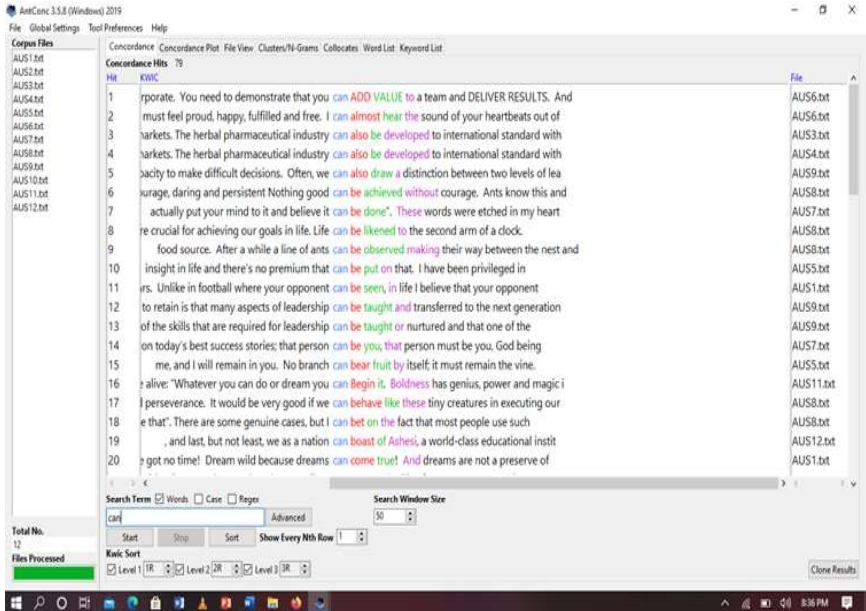 AntConc 3.5.8 (Windows) 2019
File Global Settings Tool Preferences Help
Corpus Files
AUS1.txt
AUS2.txt
AUS3.txt
AUS4.txt
AUS5.txt
AUS6.txt
AUS7.txt
AUS8.txt
AUS9.txt
AUS10.txt
AUS11.txt
AUS12.txt
Total No.
12
Files Processed
Concordance Concordance Plot File View Clusters/N-Grams Collocates Word List Keyword List
Concordance Hits 79
Hit KWIC File
1 rporate. You need to demonstrate that you can ADD VALUE to a team and DELIVER RESULTS. And AUS6.txt
2 must feel proud, happy, fulfilled and free. I can almost hear the sound of your heartbeats out of AUS6.txt
3 narkets. The herbal pharmaceutical industry can also be developed to international standard with AUS3.txt
4 narkets. The herbal pharmaceutical industry can also be developed to international standard with AUS4.txt
5 pacity to make difficult decisions. Often, we can also draw a distinction between two levels of lea AUS9.txt
6 ourage, daring and persistent Nothing good can be achieved without courage. Ants know this and AUS8.txt
7 actually put your mind to it and believe it can be done". These words were etched in my heart AUS7.txt
8 re crucial for achieving our goals in life. Life can be likened to the second arm of a clock. AUS8.txt
9 food source. After a while a line of ants can be observed making their way between the nest and AUS8.txt
10 insight in life and there's no premium that can be put on that. I have been privileged in AUS5.txt
11 rs. Unlike in football where your opponent can be seen, in life I believe that your opponent AUS1.txt
12 to retain is that many aspects of leadership can be taught and transferred to the next generation AUS9.txt
13 of the skills that are required for leadership can be taught or nurtured and that one of the AUS9.txt
14 on today's best success stories; that person can be you, that person must be you, God being AUS7.txt
15 me, and I will remain in you. No branch can bear fruit by itself; it must remain the vine. AUS5.txt
16 e alive: "Whatever you can do or dream you can Begin it. Boldness has genius, power and magic i AUS11.txt
17 l perseverance. It would be very good if we can behave like these tiny creatures in executing our AUS8.txt
18 e that". There are some genuine cases, but I can bet on the fact that most people use such AUS8.txt
19 , and last, but not least, we as a nation can boast of Ashesi, a world-class educational instit AUS12.txt
20 e got no time! Dream wild because dreams can come true! And dreams are not a preserve of AUS1.txt
Search Term Words Case Regex Search Window Size
can Advanced 50
Start Stop Sort Show Every Nth Row 1
Kwic Sort
Level 1 1R Level 2 2R Level 3 3R Clone Results
8:36 PM